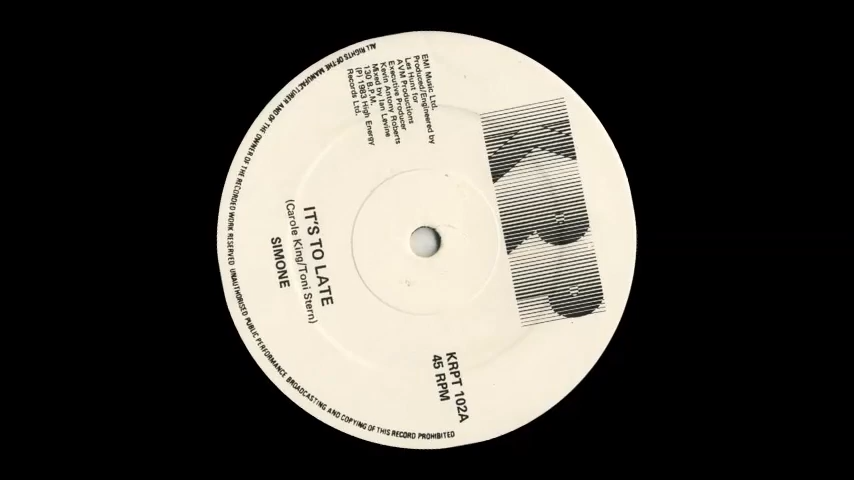 EMI Music Ltd.
Produced/Engineered by
Les Hunt for
AVM Productions
Executive Producer
Kevin Antony Roberts
Mixed by Ian Levine
130 B.P.M.
(P) 1983 High Energy
Records Ltd.
IT'S TO LATE
(Carole King/Toni Stern)
SIMONE
KRPT 102A
45 RPM
ALL RIGHTS OF THE MANUFACTURER AND OF THE OWNER OF THE RECORDED WORK RESERVED UNAUTHORISED PUBLIC PERFORMANCE BROADCASTING AND COPYING OF THIS RECORD PROHIBITED